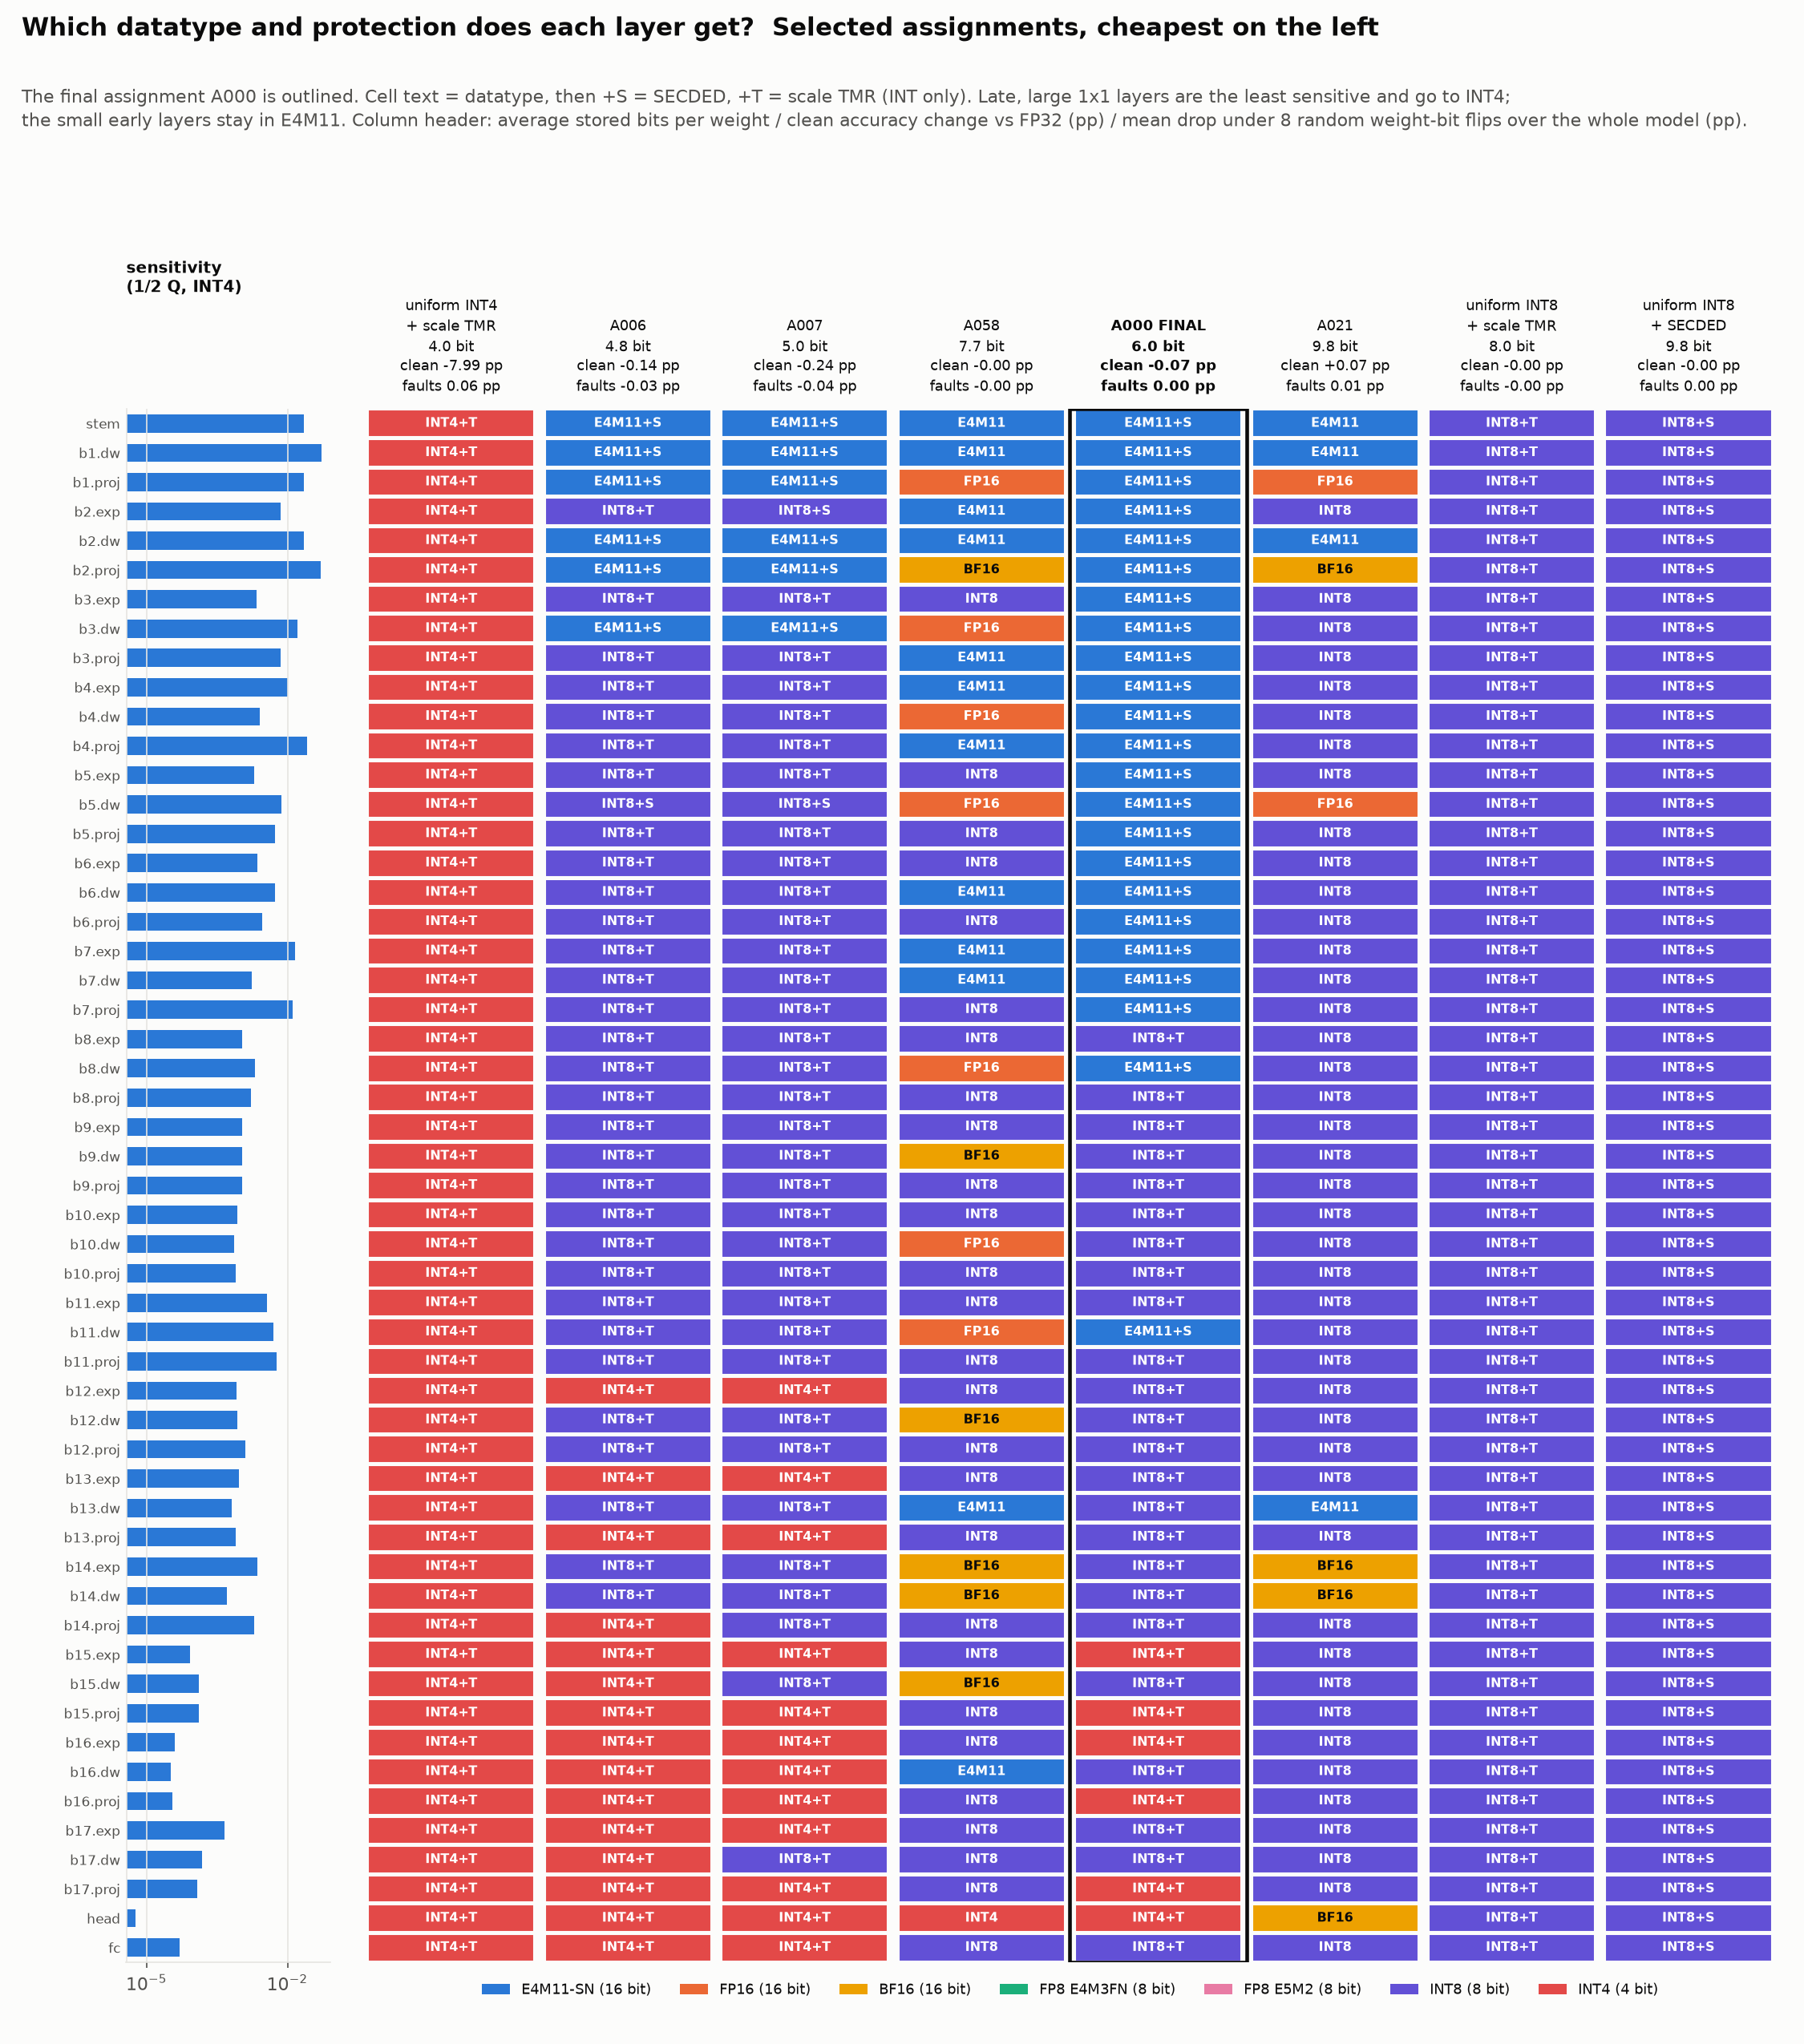 Which datatype and protection does each layer get?  Selected assignments, cheapest on the left
The final assignment A000 is outlined. Cell text = datatype, then +S = SECDED, +T = scale TMR (INT only). Late, large 1x1 layers are the least sensitive and go to INT4;
the small early layers stay in E4M11. Column header: average stored bits per weight / clean accuracy change vs FP32 (pp) / mean drop under 8 random weight-bit flips over the whole model (pp).
sensitivity
(1/2 Q, INT4)
uniform INT4 uniform INT8 uniform INT8
+ scale TMR A006 A007 A058 A000 FINAL A021 + scale TMR + SECDED
4.0 bit 4.8 bit 5.0 bit 7.7 bit 6.0 bit 9.8 bit 8.0 bit 9.8 bit
clean -7.99 pp clean -0.14 pp clean -0.24 pp clean -0.00 pp clean -0.07 pp clean +0.07 pp clean -0.00 pp clean -0.00 pp
faults 0.06 pp faults -0.03 pp faults -0.04 pp faults -0.00 pp faults 0.00 pp faults 0.01 pp faults -0.00 pp faults 0.00 pp
stem INT4+T E4M11+S E4M11+S E4M11 E4M11+S E4M11 INT8+T INT8+S
b1.dw INT4+T E4M11+S E4M11+S E4M11 E4M11+S E4M11 INT8+T INT8+S
b1.proj INT4+T E4M11+S E4M11+S FP16 E4M11+S FP16 INT8+T INT8+S
b2.exp INT4+T INT8+T INT8+S E4M11 E4M11+S INT8 INT8+T INT8+S
b2.dw INT4+T E4M11+S E4M11+S E4M11 E4M11+S E4M11 INT8+T INT8+S
b2.proj INT4+T E4M11+S E4M11+S BF16 E4M11+S BF16 INT8+T INT8+S
b3.exp INT4+T INT8+T INT8+T INT8 E4M11+S INT8 INT8+T INT8+S
b3.dw INT4+T E4M11+S E4M11+S FP16 E4M11+S INT8 INT8+T INT8+S
b3.proj INT4+T INT8+T INT8+T E4M11 E4M11+S INT8 INT8+T INT8+S
b4.exp INT4+T INT8+T INT8+T E4M11 E4M11+S INT8 INT8+T INT8+S
b4.dw INT4+T INT8+T INT8+T FP16 E4M11+S INT8 INT8+T INT8+S
b4.proj INT4+T INT8+T INT8+T E4M11 E4M11+S INT8 INT8+T INT8+S
b5.exp INT4+T INT8+T INT8+T INT8 E4M11+S INT8 INT8+T INT8+S
b5.dw INT4+T INT8+S INT8+S FP16 E4M11+S FP16 INT8+T INT8+S
b5.proj INT4+T INT8+T INT8+T INT8 E4M11+S INT8 INT8+T INT8+S
b6.exp INT4+T INT8+T INT8+T INT8 E4M11+S INT8 INT8+T INT8+S
b6.dw INT4+T INT8+T INT8+T E4M11 E4M11+S INT8 INT8+T INT8+S
b6.proj INT4+T INT8+T INT8+T INT8 E4M11+S INT8 INT8+T INT8+S
b7.exp INT4+T INT8+T INT8+T E4M11 E4M11+S INT8 INT8+T INT8+S
b7.dw INT4+T INT8+T INT8+T E4M11 E4M11+S INT8 INT8+T INT8+S
b7.proj INT4+T INT8+T INT8+T INT8 E4M11+S INT8 INT8+T INT8+S
b8.exp INT4+T INT8+T INT8+T INT8 INT8+T INT8 INT8+T INT8+S
b8.dw INT4+T INT8+T INT8+T FP16 E4M11+S INT8 INT8+T INT8+S
b8.proj INT4+T INT8+T INT8+T INT8 INT8+T INT8 INT8+T INT8+S
b9.exp INT4+T INT8+T INT8+T INT8 INT8+T INT8 INT8+T INT8+S
b9.dw INT4+T INT8+T INT8+T BF16 INT8+T INT8 INT8+T INT8+S
b9.proj INT4+T INT8+T INT8+T INT8 INT8+T INT8 INT8+T INT8+S
b10.exp INT4+T INT8+T INT8+T INT8 INT8+T INT8 INT8+T INT8+S
b10.dw INT4+T INT8+T INT8+T FP16 INT8+T INT8 INT8+T INT8+S
b10.proj INT4+T INT8+T INT8+T INT8 INT8+T INT8 INT8+T INT8+S
b11.exp INT4+T INT8+T INT8+T INT8 INT8+T INT8 INT8+T INT8+S
b11.dw INT4+T INT8+T INT8+T FP16 E4M11+S INT8 INT8+T INT8+S
b11.proj INT4+T INT8+T INT8+T INT8 INT8+T INT8 INT8+T INT8+S
b12.exp INT4+T INT4+T INT4+T INT8 INT8+T INT8 INT8+T INT8+S
b12.dw INT4+T INT8+T INT8+T BF16 INT8+T INT8 INT8+T INT8+S
b12.proj INT4+T INT8+T INT8+T INT8 INT8+T INT8 INT8+T INT8+S
b13.exp INT4+T INT4+T INT4+T INT8 INT8+T INT8 INT8+T INT8+S
b13.dw INT4+T INT8+T INT8+T E4M11 INT8+T E4M11 INT8+T INT8+S
b13.proj INT4+T INT4+T INT4+T INT8 INT8+T INT8 INT8+T INT8+S
b14.exp INT4+T INT8+T INT8+T BF16 INT8+T BF16 INT8+T INT8+S
b14.dw INT4+T INT8+T INT8+T BF16 INT8+T BF16 INT8+T INT8+S
b14.proj INT4+T INT4+T INT8+T INT8 INT8+T INT8 INT8+T INT8+S
b15.exp INT4+T INT4+T INT4+T INT8 INT4+T INT8 INT8+T INT8+S
b15.dw INT4+T INT4+T INT8+T BF16 INT8+T INT8 INT8+T INT8+S
b15.proj INT4+T INT4+T INT4+T INT8 INT4+T INT8 INT8+T INT8+S
b16.exp INT4+T INT4+T INT4+T INT8 INT4+T INT8 INT8+T INT8+S
b16.dw INT4+T INT4+T INT4+T E4M11 INT8+T INT8 INT8+T INT8+S
b16.proj INT4+T INT4+T INT4+T INT8 INT4+T INT8 INT8+T INT8+S
b17.exp INT4+T INT4+T INT4+T INT8 INT8+T INT8 INT8+T INT8+S
b17.dw INT4+T INT4+T INT8+T INT8 INT8+T INT8 INT8+T INT8+S
b17.proj INT4+T INT4+T INT4+T INT8 INT4+T INT8 INT8+T INT8+S
head INT4+T INT4+T INT4+T INT4 INT4+T BF16 INT8+T INT8+S
fc INT4+T INT4+T INT4+T INT8 INT8+T INT8 INT8+T INT8+S
10⁻⁵ 10⁻²
E4M11-SN (16 bit) FP16 (16 bit) BF16 (16 bit) FP8 E4M3FN (8 bit) FP8 E5M2 (8 bit) INT8 (8 bit) INT4 (4 bit)